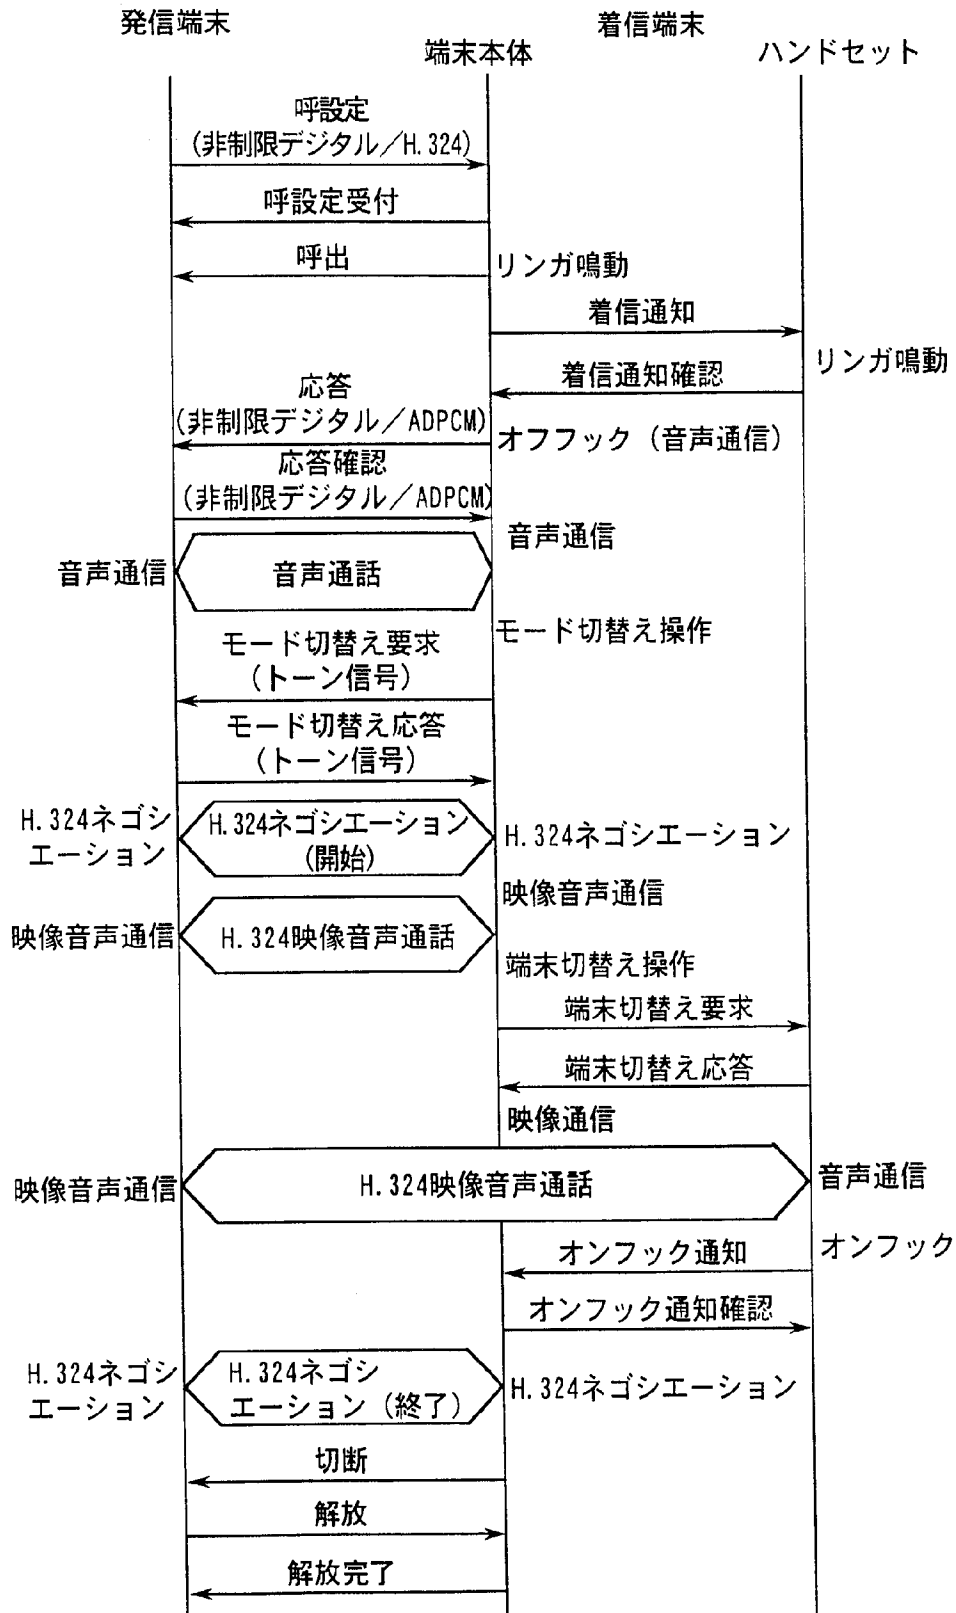 発信端末
着信端末
端末本体
ハンドセット
呼設定
(非制限デジタル／H.324)
呼設定受付
呼出
リンガ鳴動
着信通知
リンガ鳴動
着信通知確認
応答
(非制限デジタル／ADPCM)
オフフック（音声通信）
応答確認
(非制限デジタル／ADPCM)
音声通信
音声通信
音声通話
モード切替え操作
モード切替え要求
（トーン信号）
モード切替え応答
（トーン信号）
H.324ネゴシ
エーション
H.324ネゴシエーション
(開始)
H.324ネゴシエーション
映像音声通信
映像音声通信
H.324映像音声通話
端末切替え操作
端末切替え要求
端末切替え応答
映像通信
映像音声通信
H.324映像音声通話
音声通信
オンフック
オンフック通知
オンフック通知確認
H.324ネゴシ
エーション
H.324ネゴシ
エーション（終了）
H.324ネゴシエーション
切断
解放
解放完了